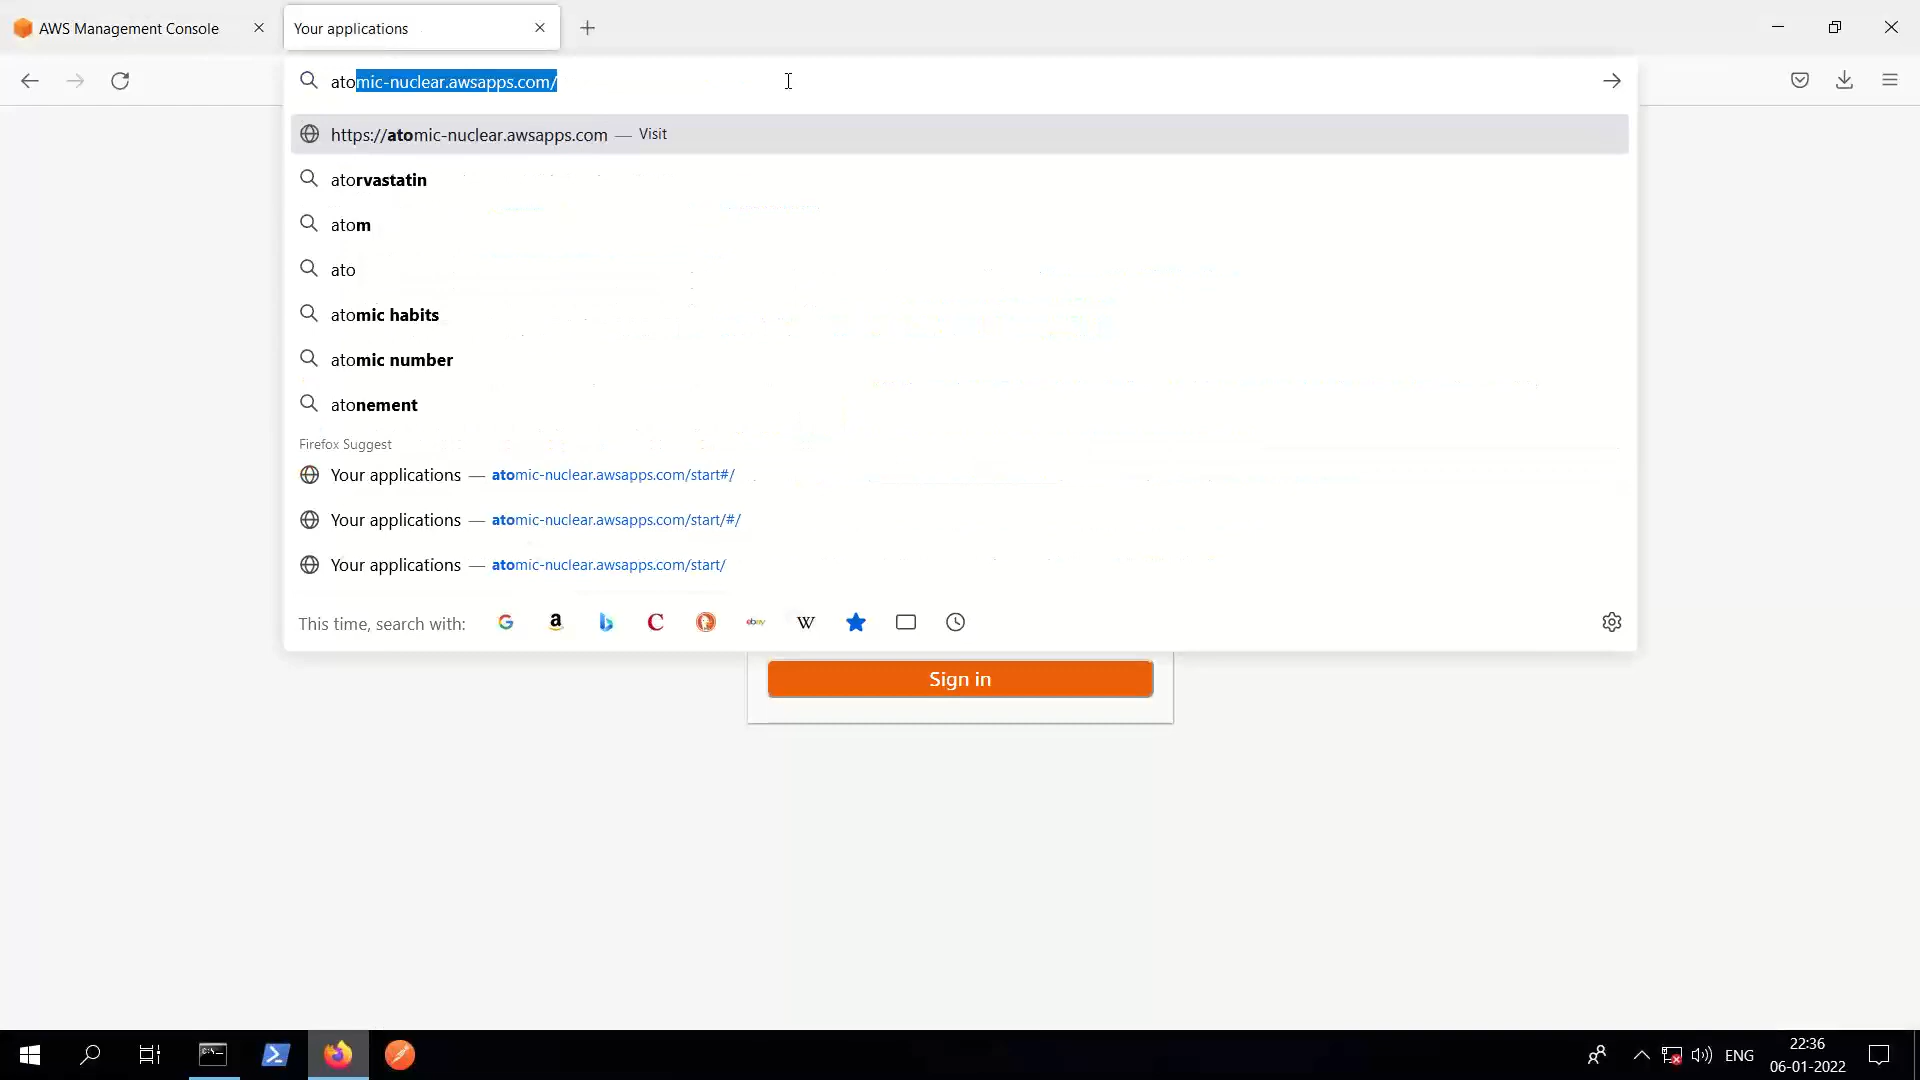 AWS Management Console
Your applications
atomic-nuclear.awsapps.com/
https://atomic-nuclear.awsapps.com — Visit
atorvastatin
atom
ato
atomic habits
atomic number
atonement
Firefox Suggest
Your applications — atomic-nuclear.awsapps.com/start#/
Your applications — atomic-nuclear.awsapps.com/start/#/
Your applications — atomic-nuclear.awsapps.com/start/
This time, search with:
ebay
Sign in
22:36
ENG
06-01-2022